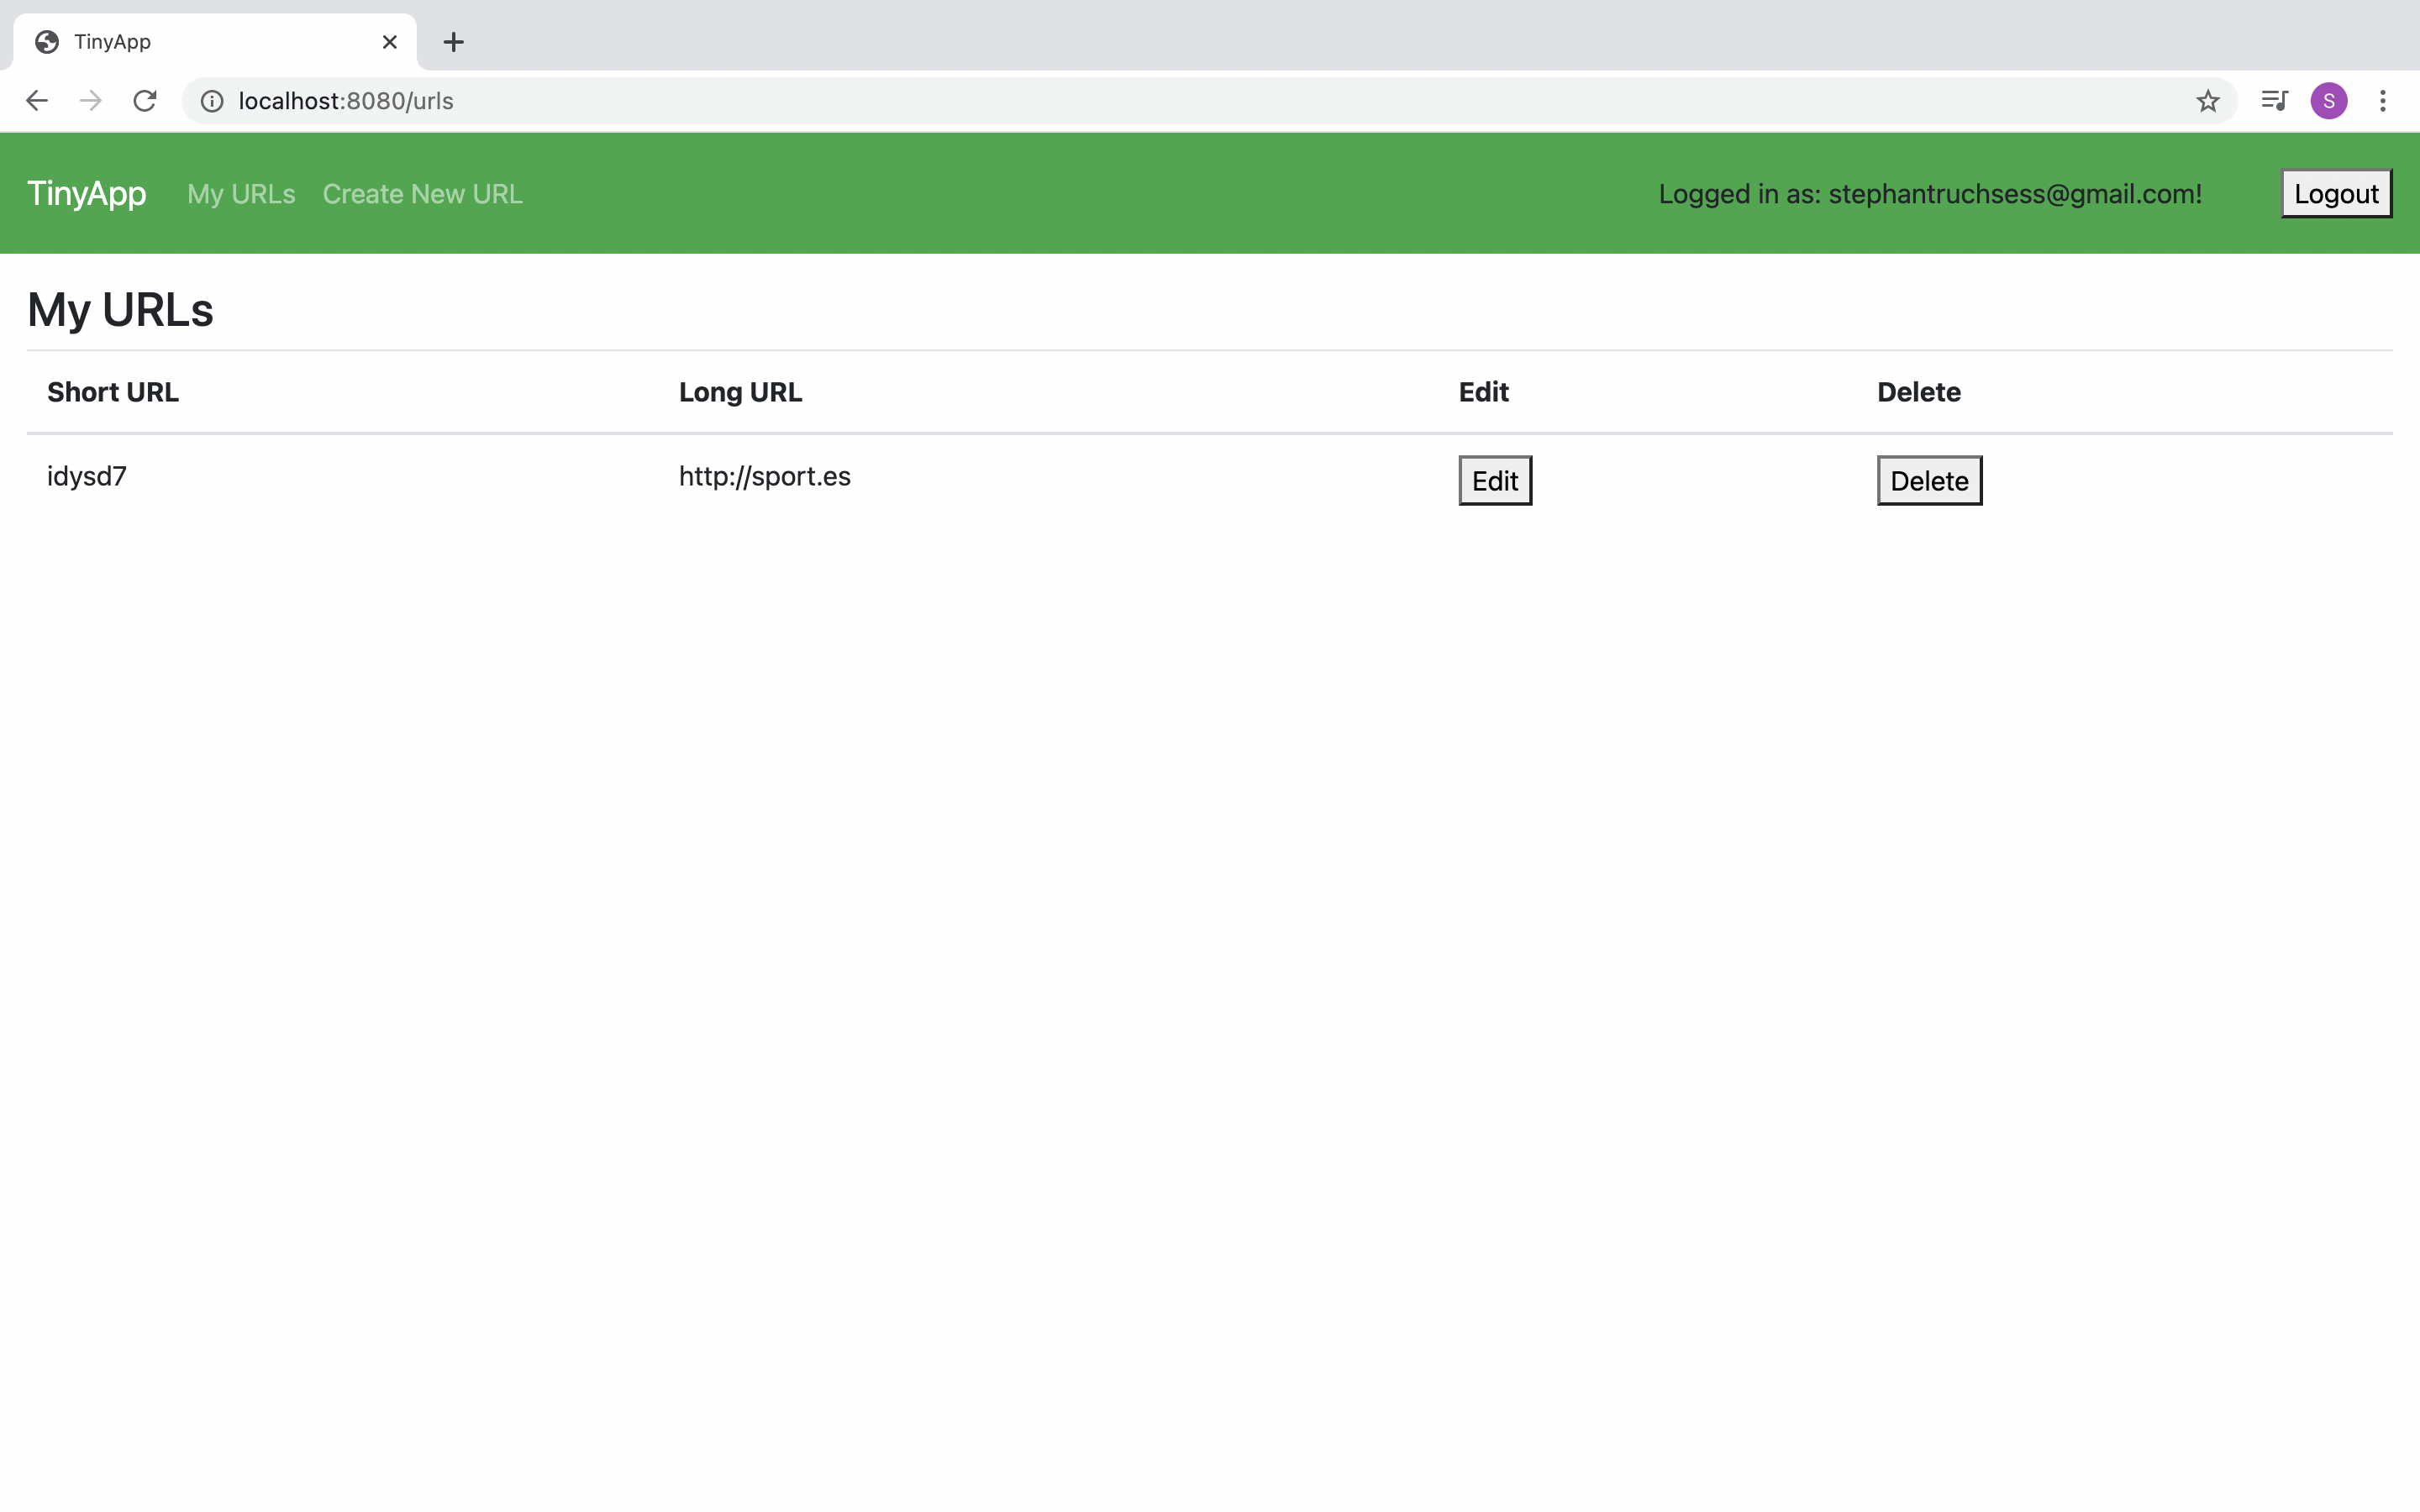 TinyApp
localhost:8080/urls
S
TinyApp My URLs Create New URL Logged in as: stephantruchsess@gmail.com! Logout
My URLs
Short URL Long URL Edit Delete
idysd7 http://sport.es Edit Delete